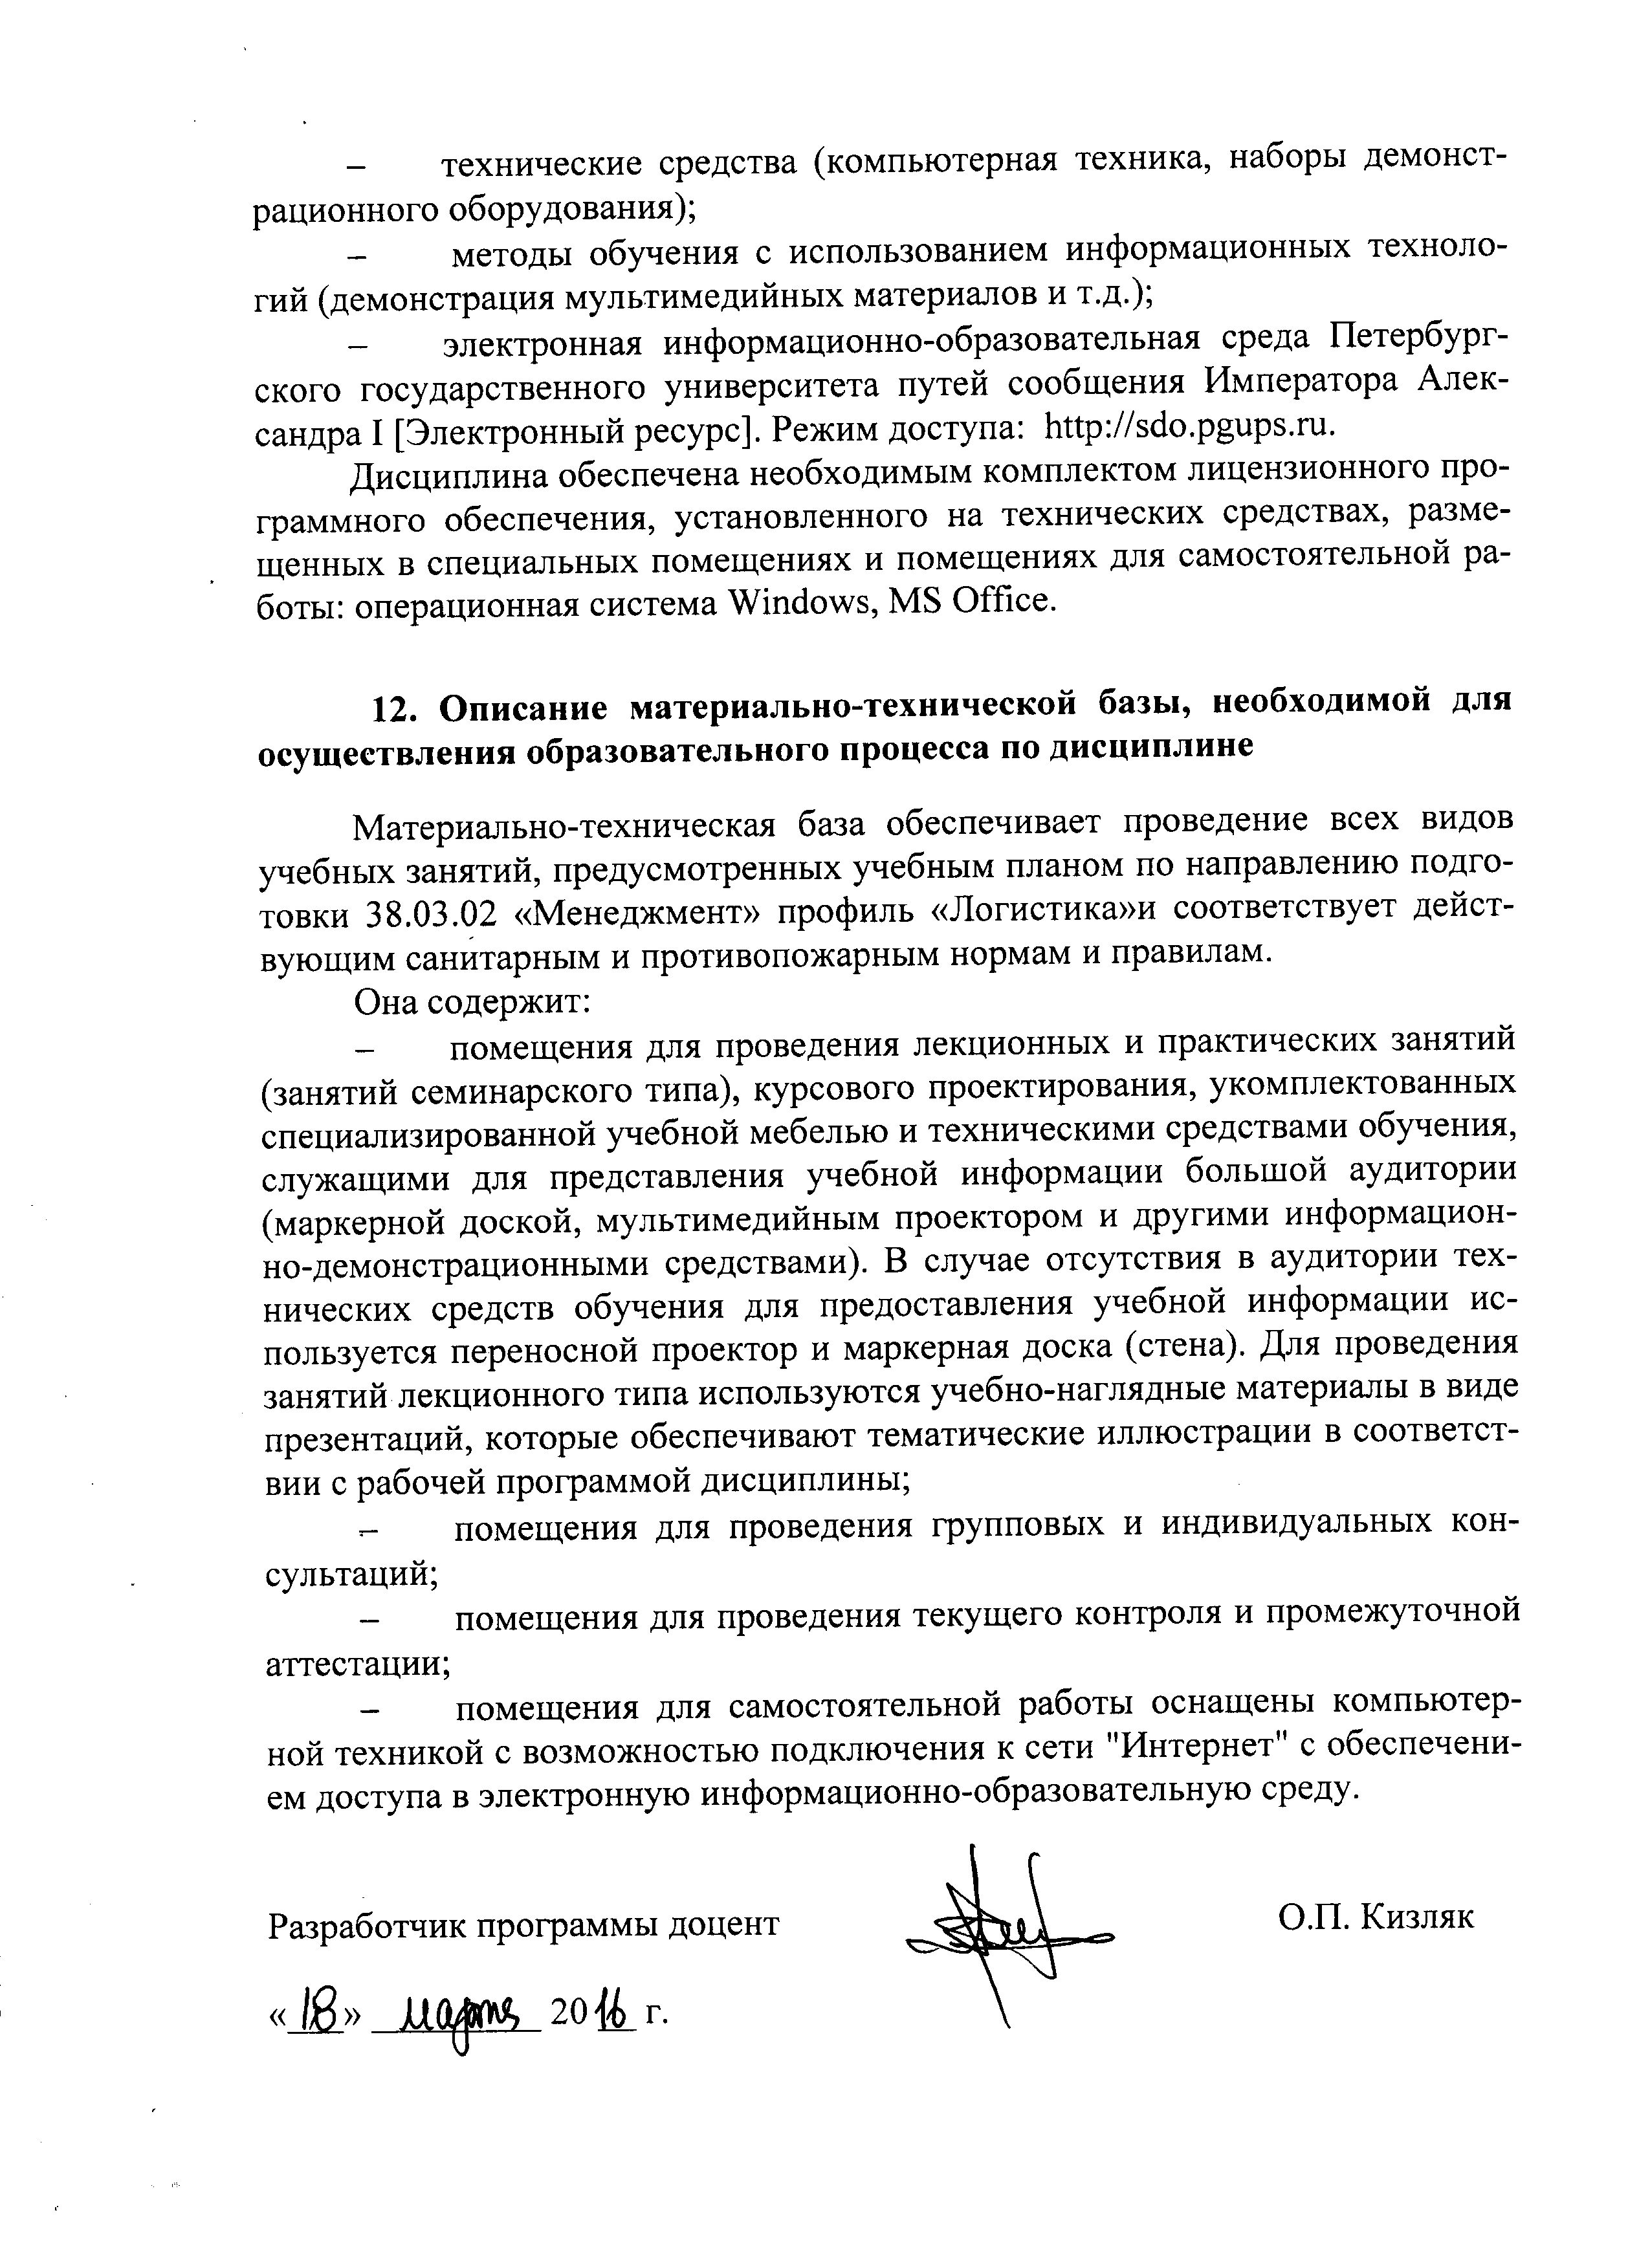 – технические средства (компьютерная техника, наборы демонст-
рационного оборудования);
– методы обучения с использованием информационных техноло-
гий (демонстрация мультимедийных материалов и т.д.);
– электронная информационно-образовательная среда Петербург-
ского государственного университета путей сообщения Императора Алек-
сандра I [Электронный ресурс]. Режим доступа: http://sdo.pgups.ru.
Дисциплина обеспечена необходимым комплектом лицензионного про-
граммного обеспечения, установленного на технических средствах, разме-
щенных в специальных помещениях и помещениях для самостоятельной ра-
боты: операционная система Windows, MS Office.
12. Описание материально-технической базы, необходимой для
осуществления образовательного процесса по дисциплине
Материально-техническая база обеспечивает проведение всех видов
учебных занятий, предусмотренных учебным планом по направлению подго-
товки 38.03.02 «Менеджмент» профиль «Логистика»и соответствует дейст-
вующим санитарным и противопожарным нормам и правилам.
Она содержит:
– помещения для проведения лекционных и практических занятий
(занятий семинарского типа), курсового проектирования, укомплектованных
специализированной учебной мебелью и техническими средствами обучения,
служащими для представления учебной информации большой аудитории
(маркерной доской, мультимедийным проектором и другими информацион-
но-демонстрационными средствами). В случае отсутствия в аудитории тех-
нических средств обучения для предоставления учебной информации ис-
пользуется переносной проектор и маркерная доска (стена). Для проведения
занятий лекционного типа используются учебно-наглядные материалы в виде
презентаций, которые обеспечивают тематические иллюстрации в соответст-
вии с рабочей программой дисциплины;
– помещения для проведения групповых и индивидуальных кон-
сультаций;
– помещения для проведения текущего контроля и промежуточной
аттестации;
– помещения для самостоятельной работы оснащены компьютер-
ной техникой с возможностью подключения к сети "Интернет" с обеспечени-
ем доступа в электронную информационно-образовательную среду.
Разработчик программы доцент О.П. Кизляк
«18» марта 2016 г.